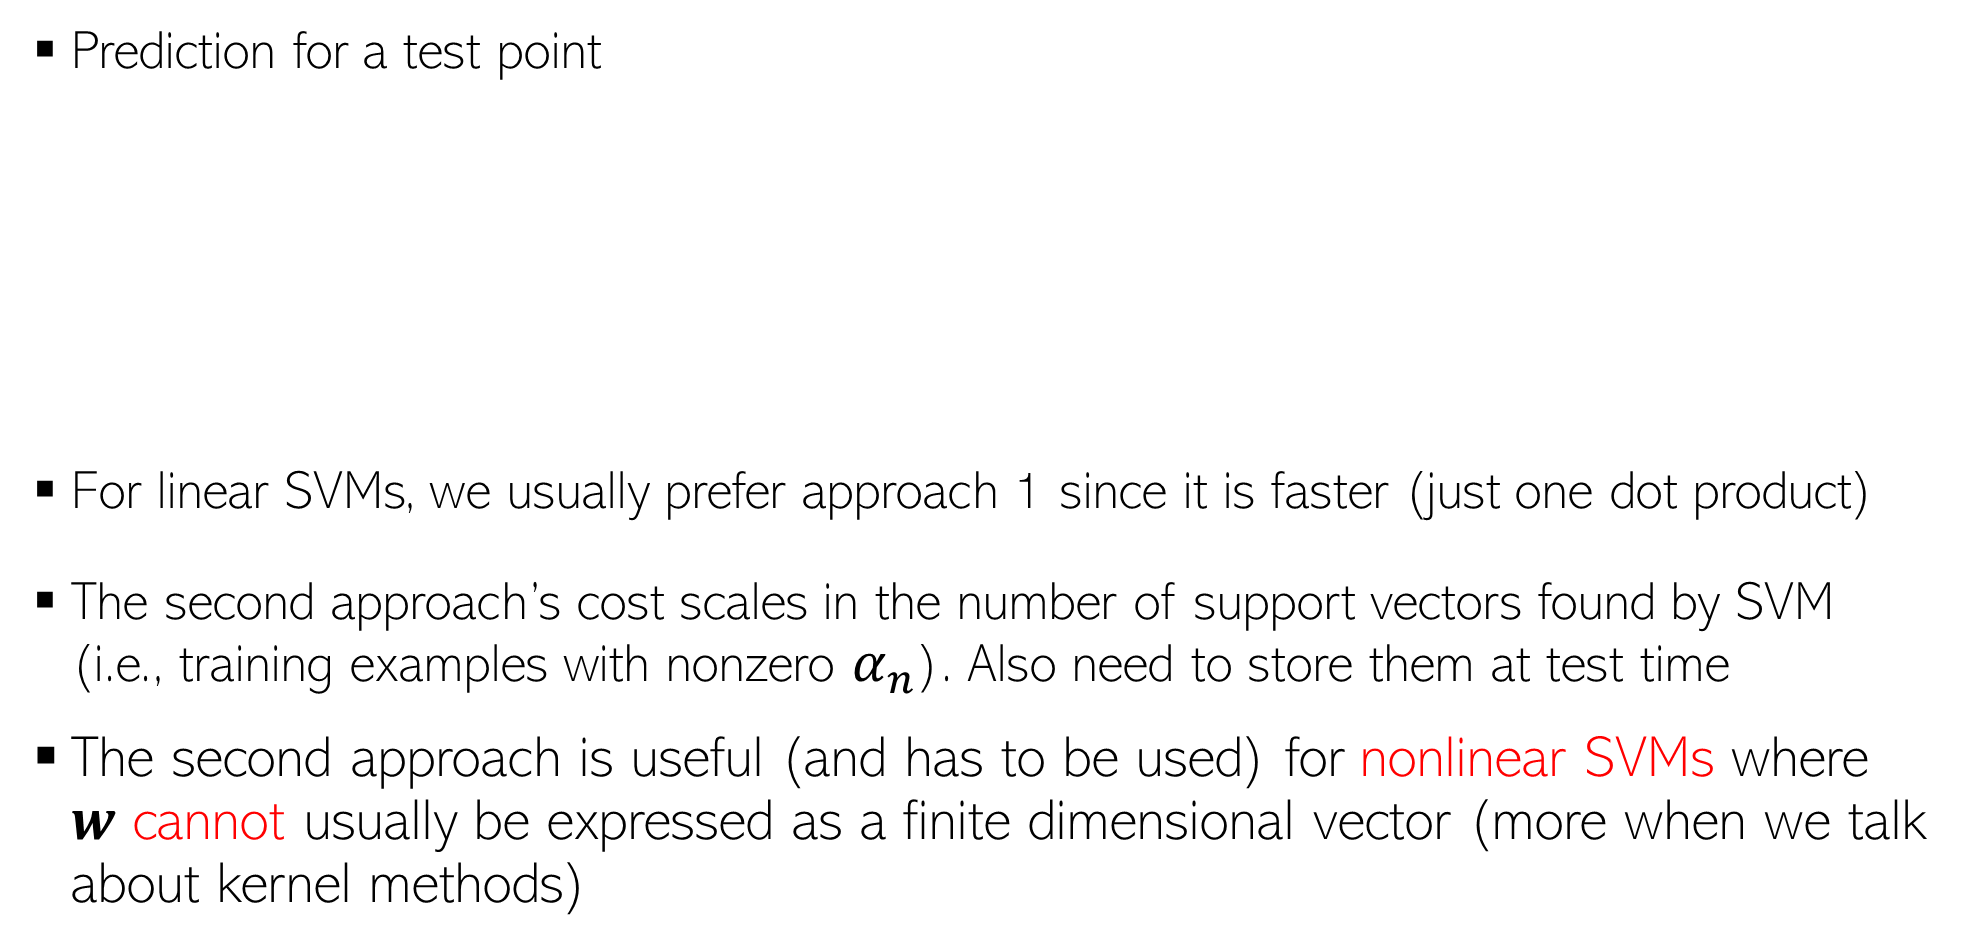 ▪ Prediction for a test point
▪ For linear SVMs, we usually prefer approach 1 since it is faster (just one dot product)
▪ The second approach’s cost scales in the number of support vectors found by SVM
(i.e., training examples with nonzero 𝜶ₙ). Also need to store them at test time
▪ The second approach is useful (and has to be used) for nonlinear SVMs where
𝒘 cannot usually be expressed as a finite dimensional vector (more when we talk
about kernel methods)